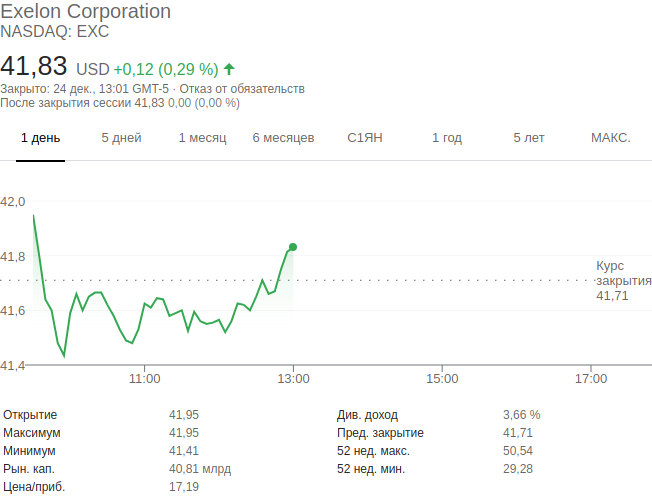 Exelon Corporation
NASDAQ: EXC
41,83 USD +0,12 (0,29 %)
Закрыто: 24 дек., 13:01 GMT-5 · Отказ от обязательств
После закрытия сессии 41,83 0,00 (0,00 %)
1 день 5 дней 1 месяц 6 месяцев С1ЯН 1 год 5 лет МАКС.
42,0
41,8
Курс
закрытия
41,71
41,6
41,4
11:00 13:00 15:00 17:00
Открытие 41,95 Див. доход 3,66 %
Максимум 41,95 Пред. закрытие 41,71
Минимум 41,41 52 нед. макс. 50,54
Рын. кап. 40,81 млрд 52 нед. мин. 29,28
Цена/приб. 17,19